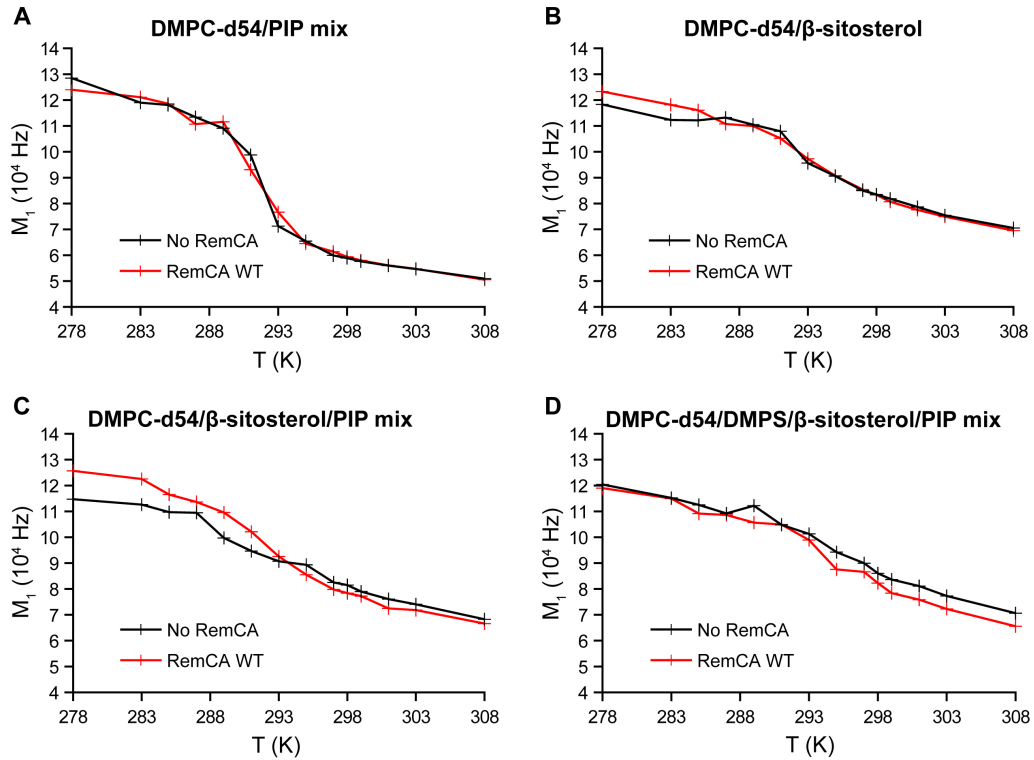 A
DMPC-d54/PIP mix
14
13
12
11
10
9
8
7
6
5
4
M₁ (10⁴ Hz)
No RemCA
RemCA WT
278 283 288 293 298 303 308
T (K)
B
DMPC-d54/β-sitosterol
14
13
12
11
10
9
8
7
6
5
4
M₁ (10⁴ Hz)
No RemCA
RemCA WT
278 283 288 293 298 303 308
T (K)
C
DMPC-d54/β-sitosterol/PIP mix
14
13
12
11
10
9
8
7
6
5
4
M₁ (10⁴ Hz)
No RemCA
RemCA WT
278 283 288 293 298 303 308
T (K)
D
DMPC-d54/DMPS/β-sitosterol/PIP mix
14
13
12
11
10
9
8
7
6
5
4
M₁ (10⁴ Hz)
No RemCA
RemCA WT
278 283 288 293 298 303 308
T (K)